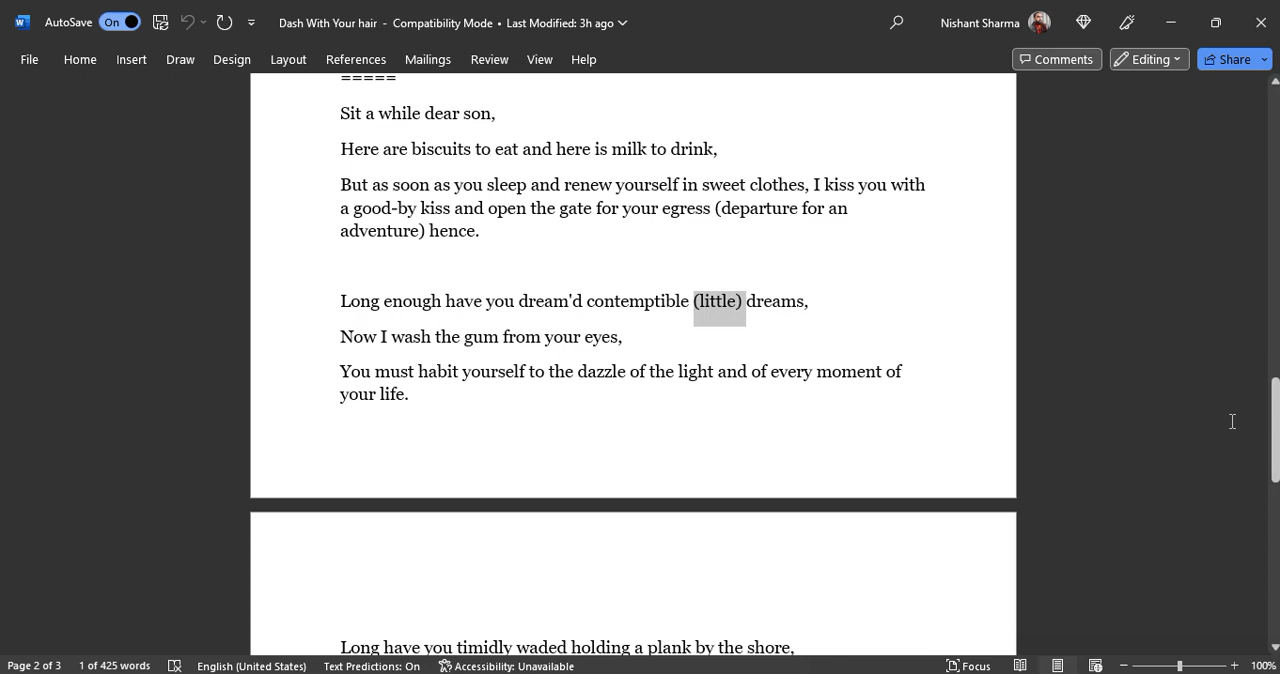 AutoSave On Dash With Your hair - Compatibility Mode • Last Modified: 3h ago Nishant Sharma
File Home Insert Draw Design Layout References Mailings Review View Help Comments Editing Share
=====
Sit a while dear son,
Here are biscuits to eat and here is milk to drink,
But as soon as you sleep and renew yourself in sweet clothes, I kiss you with
a good-by kiss and open the gate for your egress (departure for an
adventure) hence.
Long enough have you dream'd contemptible (little) dreams,
Now I wash the gum from your eyes,
You must habit yourself to the dazzle of the light and of every moment of
your life.
Long have you timidly waded holding a plank by the shore,
Page 2 of 3 1 of 425 words English (United States) Text Predictions: On Accessibility: Unavailable Focus 100%